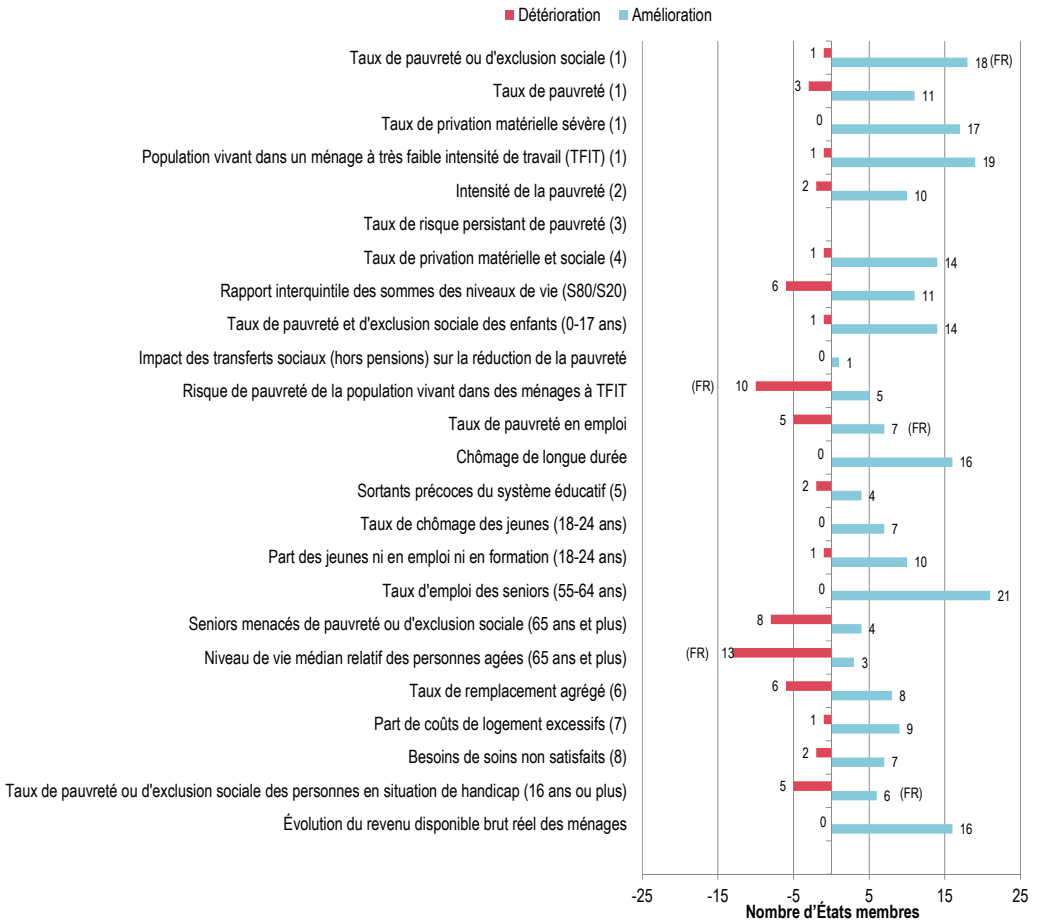 Détérioration Amélioration
Taux de pauvreté ou d'exclusion sociale (1) 1 18 (FR)
Taux de pauvreté (1) 3 11
Taux de privation matérielle sévère (1) 0 17
Population vivant dans un ménage à très faible intensité de travail (TFIT) (1) 1 19
Intensité de la pauvreté (2) 2 10
Taux de risque persistant de pauvreté (3)
Taux de privation matérielle et sociale (4) 1 14
Rapport interquintile des sommes des niveaux de vie (S80/S20) 6 11
Taux de pauvreté et d'exclusion sociale des enfants (0-17 ans) 1 14
Impact des transferts sociaux (hors pensions) sur la réduction de la pauvreté 0 1
Risque de pauvreté de la population vivant dans des ménages à TFIT (FR) 10 5
Taux de pauvreté en emploi 5 7 (FR)
Chômage de longue durée 0 16
Sortants précoces du système éducatif (5) 2 4
Taux de chômage des jeunes (18-24 ans) 0 7
Part des jeunes ni en emploi ni en formation (18-24 ans) 1 10
Taux d'emploi des seniors (55-64 ans) 0 21
Seniors menacés de pauvreté ou d'exclusion sociale (65 ans et plus) 8 4
Niveau de vie médian relatif des personnes agées (65 ans et plus) (FR) 13 3
Taux de remplacement agrégé (6) 6 8
Part de coûts de logement excessifs (7) 1 9
Besoins de soins non satisfaits (8) 2 7
Taux de pauvreté ou d'exclusion sociale des personnes en situation de handicap (16 ans ou plus) 5 6 (FR)
Évolution du revenu disponible brut réel des ménages 0 16
-25 -15 -5 5 15 25
Nombre d'États membres